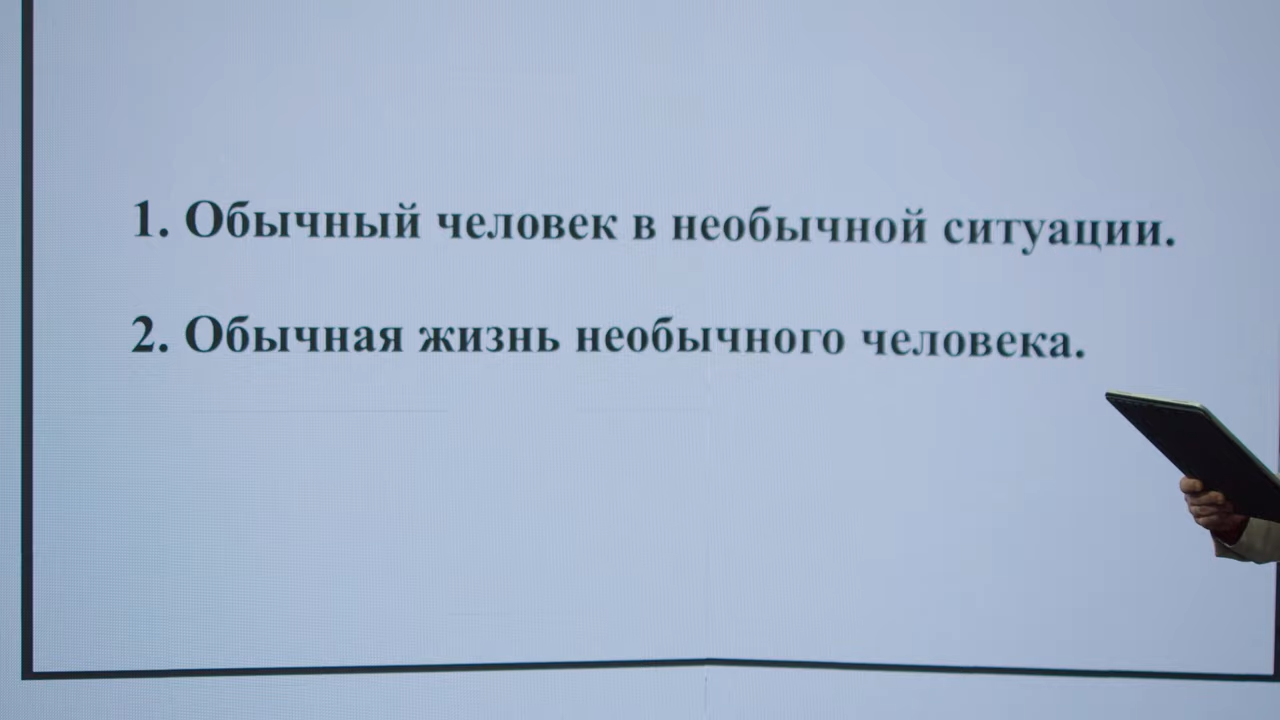 1. Обычный человек в необычной ситуации.
2. Обычная жизнь необычного человека.